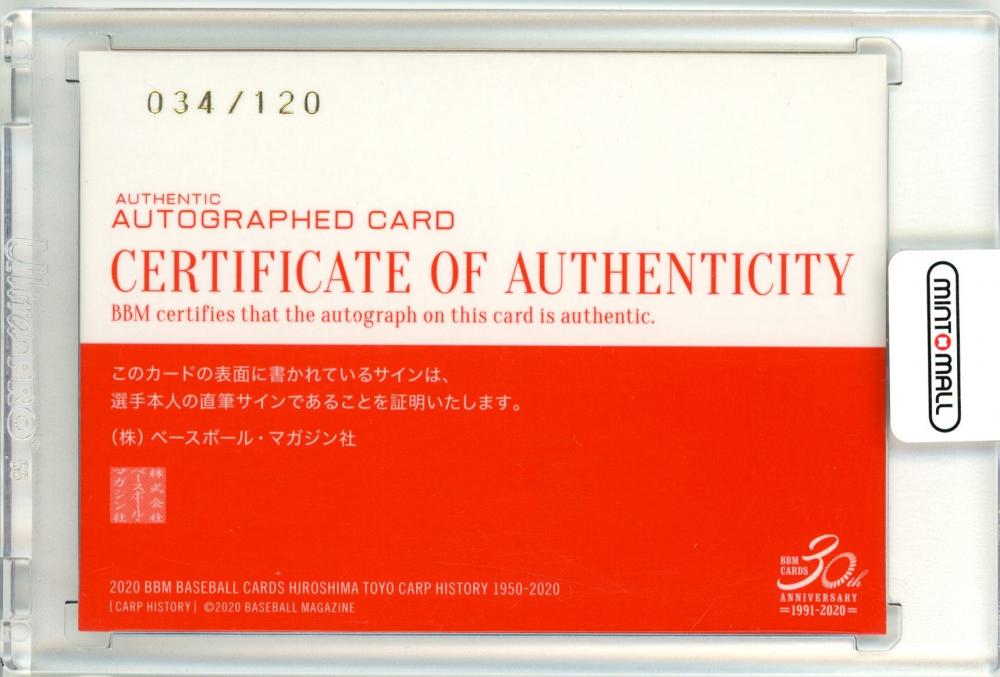 034/120
AUTHENTIC
AUTOGRAPHED CARD
CERTIFICATE OF AUTHENTICITY
BBM certifies that the autograph on this card is authentic.
このカードの表面に書かれているサインは、
選手本人の直筆サインであることを証明いたします。
(株)ベースボール・マガジン社
株式会社
ベースボール・
マガジン社
2020 BBM BASEBALL CARDS HIROSHIMA TOYO CARP HISTORY 1950-2020
[CARP HISTORY] ©2020 BASEBALL MAGAZINE
BBM
CARDS
30th
ANNIVERSARY
=1991-2020=
MINT MALL
UltraPRO